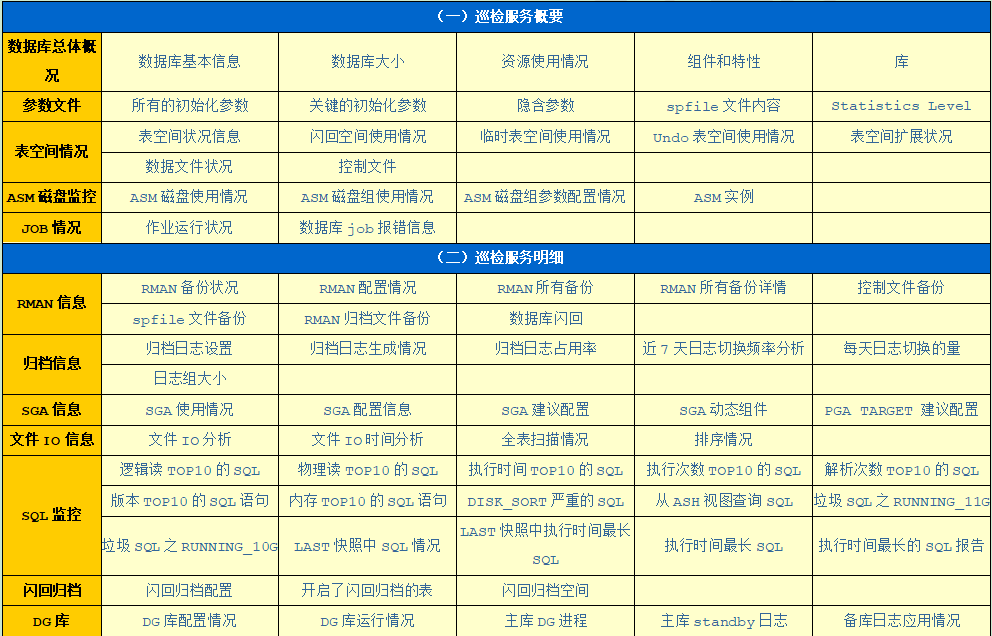 （一）巡检服务概要
数据库总体概况 数据库基本信息 数据库大小 资源使用情况 组件和特性 库
参数文件 所有的初始化参数 关键的初始化参数 隐含参数 spfile 文件内容 Statistics Level
表空间情况 表空间状况信息 闪回空间使用情况 临时表空间使用情况 Undo 表空间使用情况 表空间扩展状况
数据文件状况 控制文件
ASM 磁盘监控 ASM 磁盘使用情况 ASM 磁盘组使用情况 ASM 磁盘组参数配置情况 ASM 实例
JOB 情况 作业运行状况 数据库 job 报错信息
（二）巡检服务明细
RMAN 信息 RMAN 备份状况 RMAN 配置情况 RMAN 所有备份 RMAN 所有备份详情 控制文件备份
spfile 文件备份 RMAN 归档文件备份 数据库闪回
归档信息 归档日志设置 归档日志生成情况 归档日志占用率 近 7 天日志切换频率分析 每天日志切换的量
日志组大小
SGA 信息 SGA 使用情况 SGA 配置信息 SGA 建议配置 SGA 动态组件 PGA TARGET 建议配置
文件 IO 信息 文件 IO 分析 文件 IO 时间分析 全表扫描情况 排序情况
SQL 监控 逻辑读 TOP10 的 SQL 物理读 TOP10 的 SQL 执行时间 TOP10 的 SQL 执行次数 TOP10 的 SQL 解析次数 TOP10 的 SQL
版本 TOP10 的 SQL 语句 内存 TOP10 的 SQL 语句 DISK_SORT 严重的 SQL 从 ASH 视图查询 SQL 垃圾 SQL 之 RUNNING_11G
垃圾 SQL 之 RUNNING_10G LAST 快照中 SQL 情况 LAST 快照中执行时间最长 SQL 执行时间最长 SQL 执行时间最长的 SQL 报告
闪回归档 闪回归档配置 开启了闪回归档的表 闪回归档空间
DG 库 DG 库配置情况 DG 库运行情况 主库 DG 进程 主库 standby 日志 备库日志应用情况